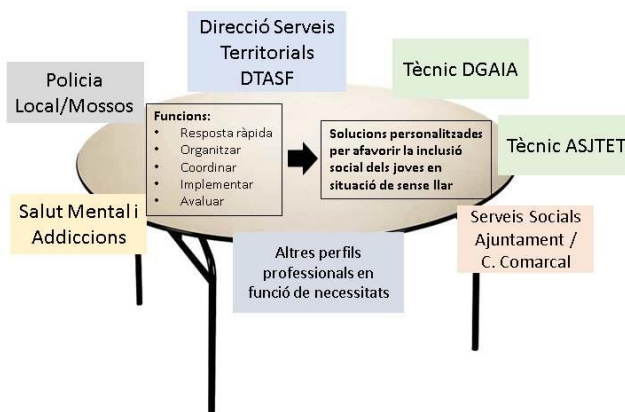 Direcció Serveis
Territorials
DTASF
Tècnic DGAIA
Policia
Local/Mossos
Funcions:
• Resposta ràpida
• Organitzar
• Coordinar
• Implementar
• Avaluar
Solucions personalitzades
per afavorir la inclusió
social dels joves en
situació de sense llar
Tècnic ASJTET
Salut Mental i
Addiccions
Altres perfils
professionals en
funció de necessitats
Serveis Socials
Ajuntament /
C. Comarcal